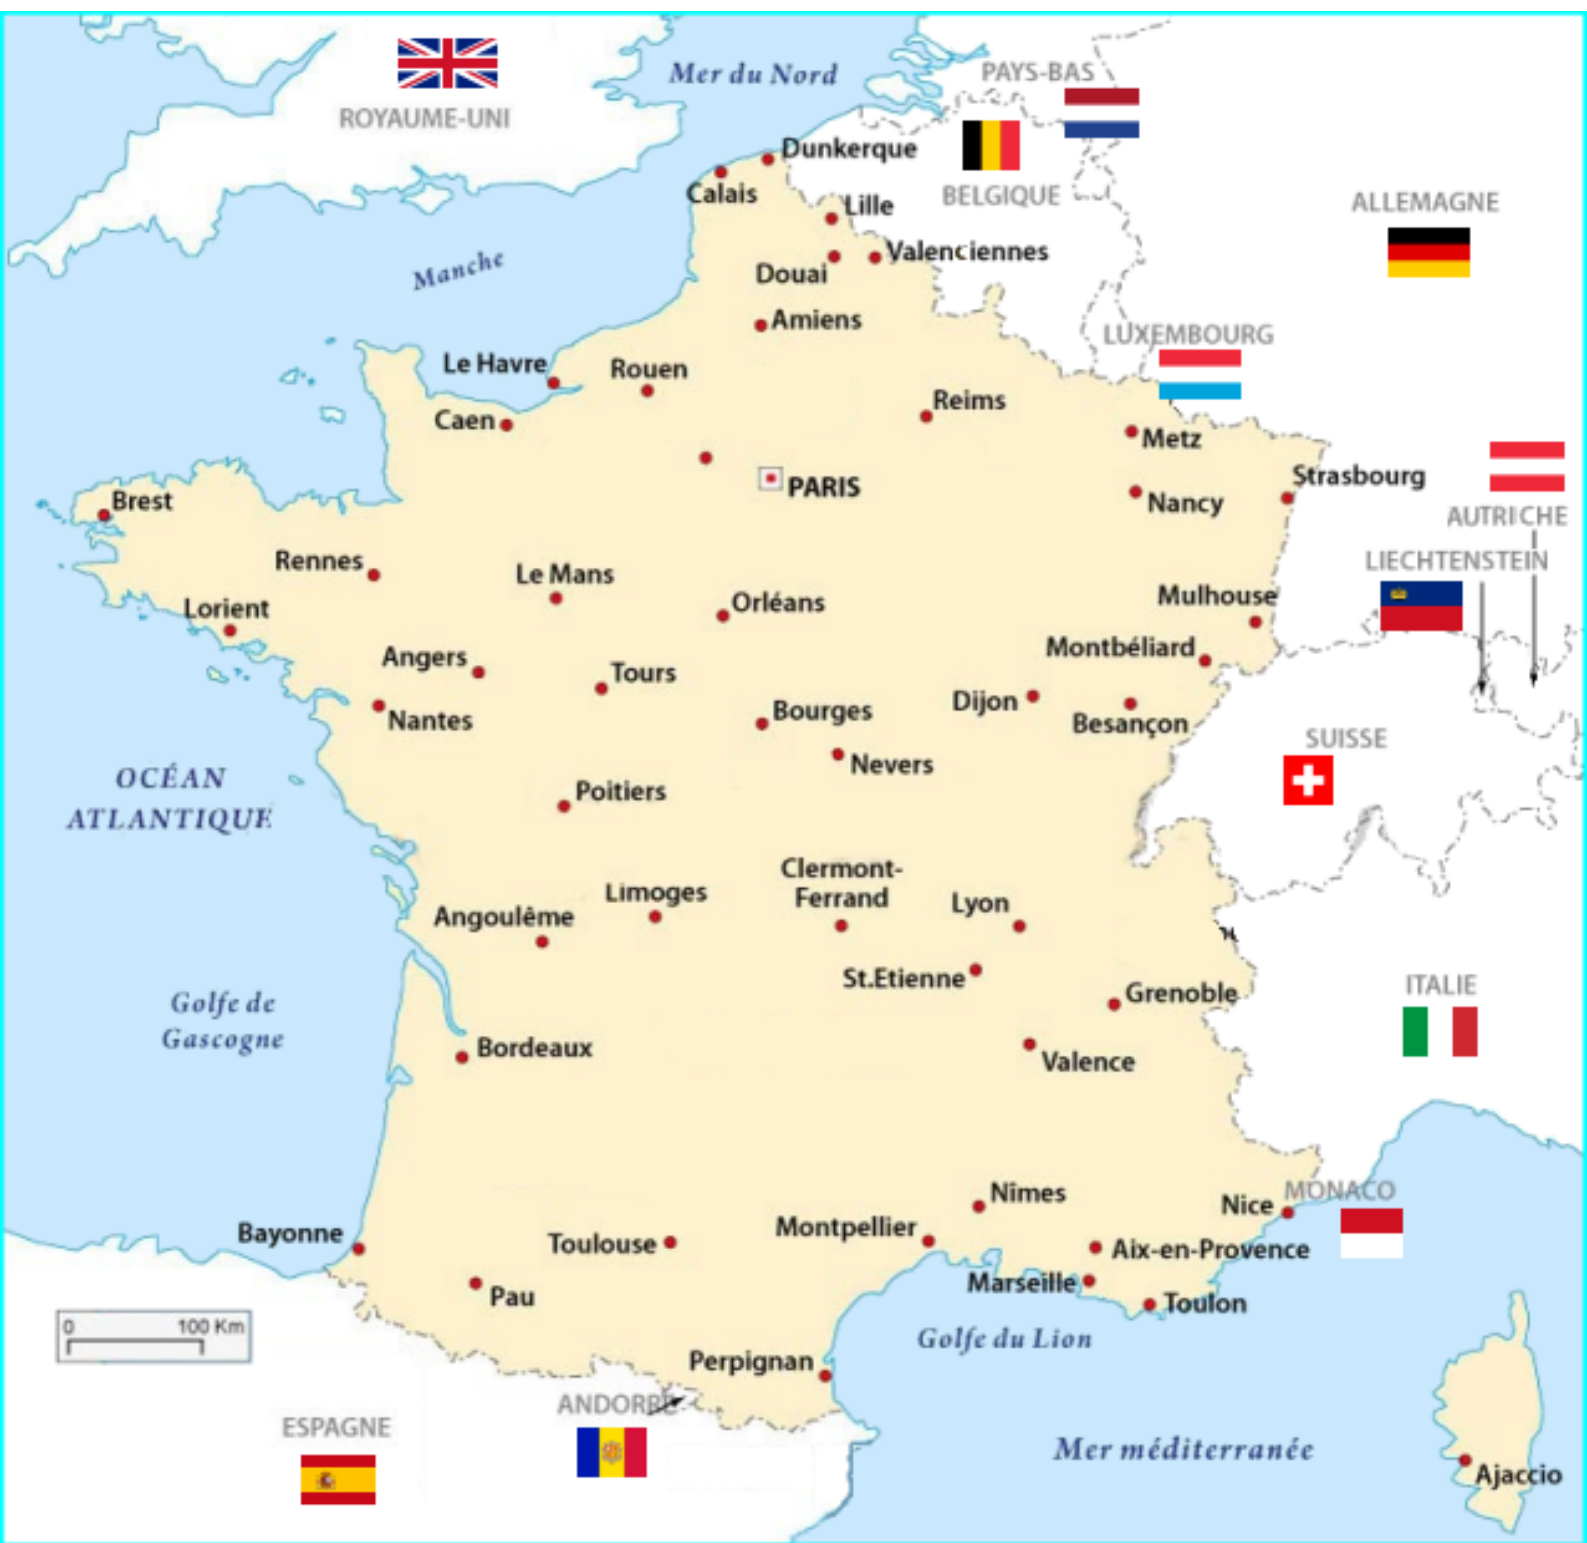 Mer du Nord
PAYS-BAS
ROYAUME-UNI
Dunkerque
Calais
BELGIQUE
Lille
ALLEMAGNE
Valenciennes
Manche
Douai
Amiens
LUXEMBOURG
Le Havre
Rouen
Reims
Caen
Metz
Strasbourg
PARIS
Brest
Nancy
AUTRICHE
Rennes
LIECHTENSTEIN
Le Mans
Mulhouse
Lorient
Orléans
Montbéliard
Angers
Tours
Dijon
Bourges
Nantes
Besançon
SUISSE
Nevers
OCÉAN
ATLANTIQUE
Poitiers
Clermont-
Ferrand
Limoges
Lyon
Angoulême
St.Etienne
ITALIE
Grenoble
Golfe de
Gascogne
Bordeaux
Valence
Nîmes
MONACO
Nice
Montpellier
Bayonne
Toulouse
Aix-en-Provence
Marseille
Pau
Toulon
0 100 Km
Golfe du Lion
Perpignan
ANDORRE
ESPAGNE
Mer méditerranée
Ajaccio